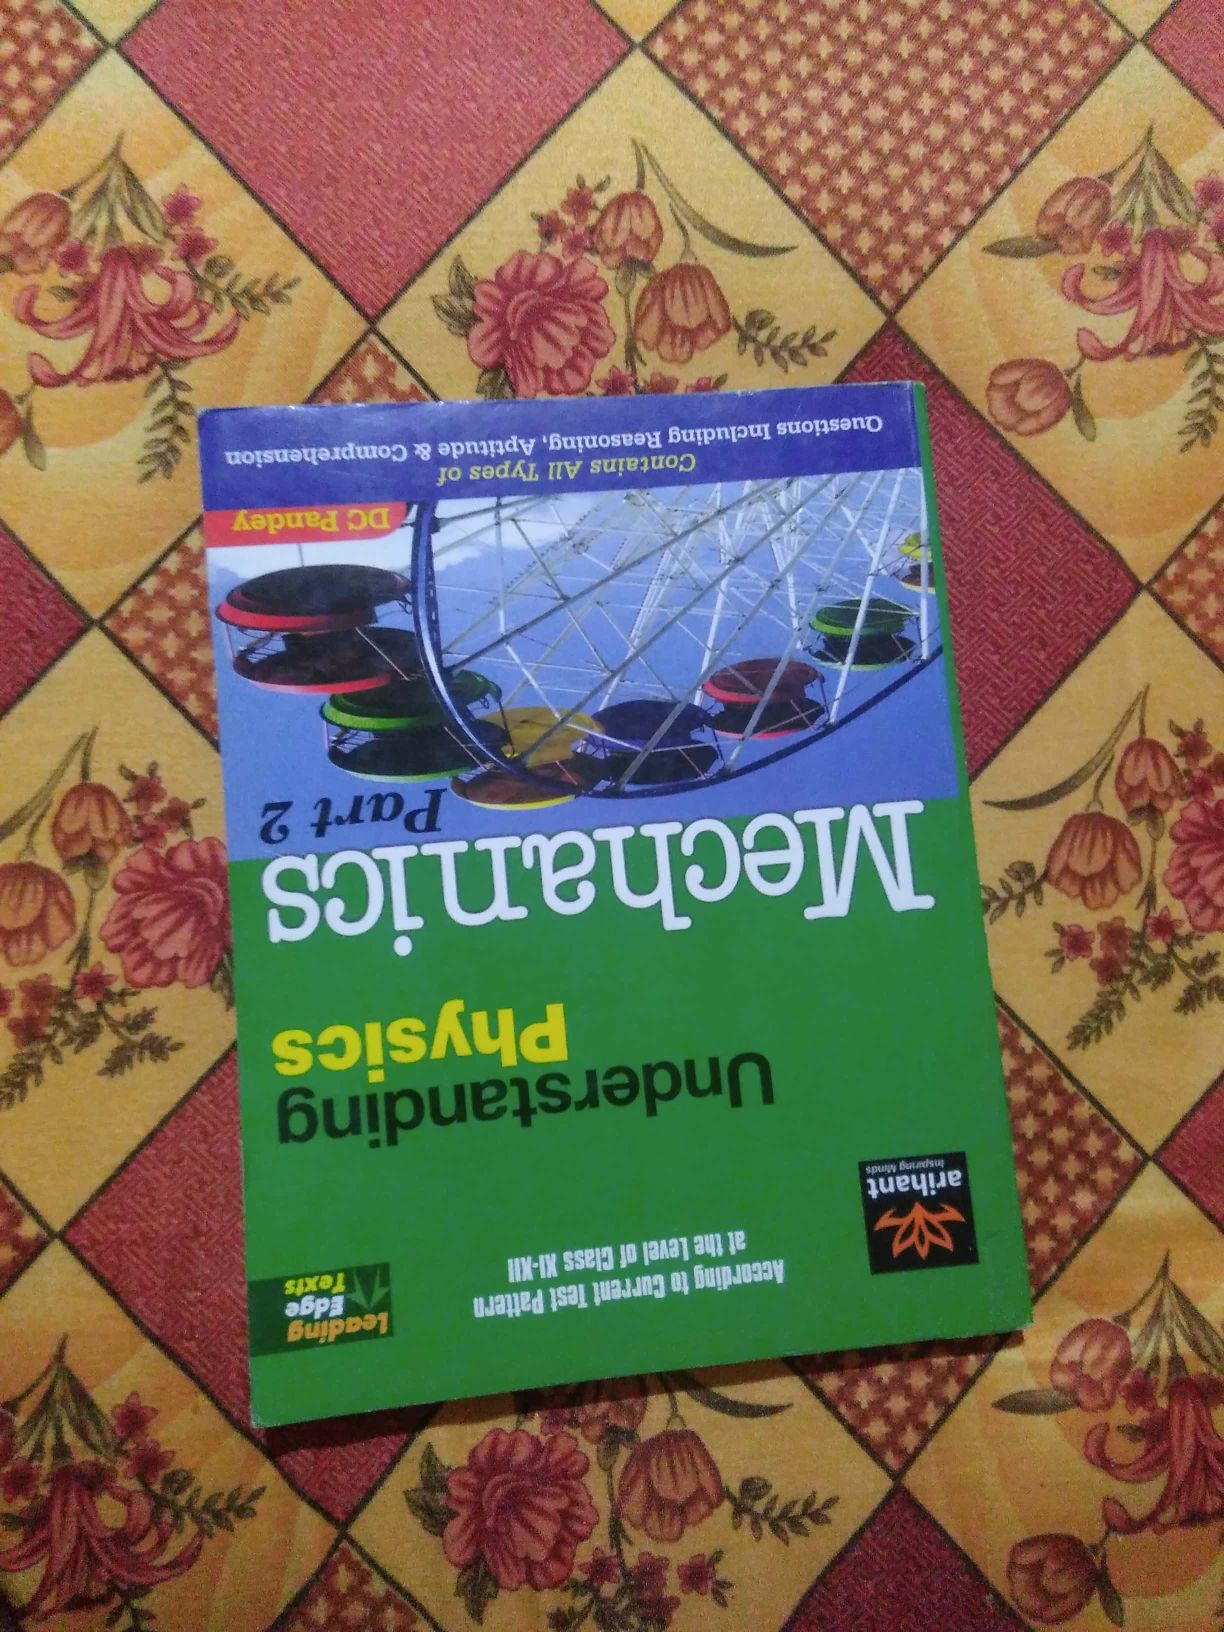 Leading
Edge
Texts
According to Current Test Pattern
at the Level of Class XI-XII
arihant
Inspiring Minds
Understanding
Physics
Mechanics
Part 2
DC Pandey
Contains All Types of
Questions Including Reasoning, Aptitude & Comprehension